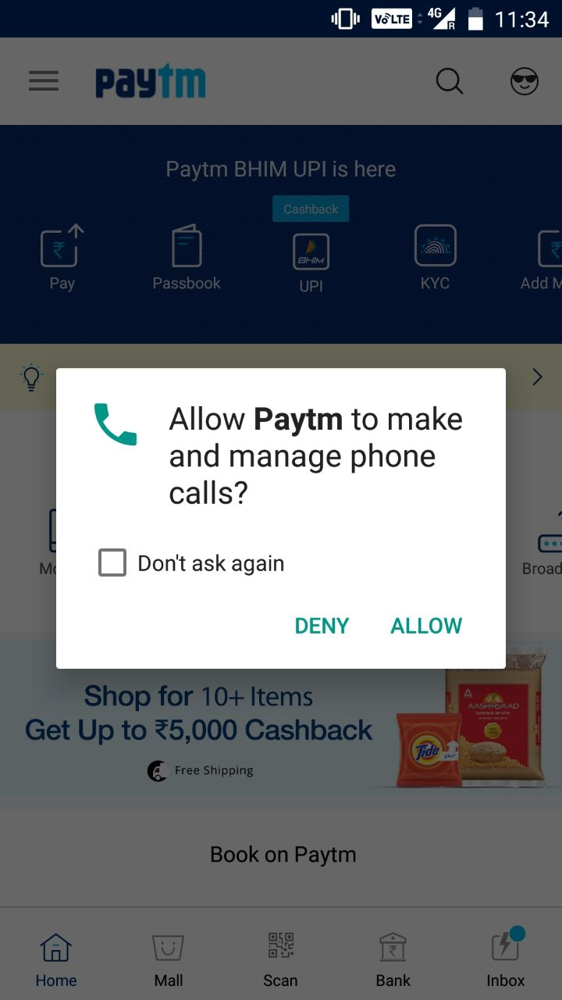 VoLTE 4G R 11:34
paytm
Paytm BHIM UPI is here
Cashback
BHIM
Pay Passbook UPI KYC Add M
Allow Paytm to make
and manage phone
calls?
Mo Broad
Don't ask again
DENY ALLOW
Shop for 10+ Items
Get Up to ₹5,000 Cashback
Free Shipping
AASHIRVAAD
Tide plus
Book on Paytm
Home Mall Scan Bank Inbox